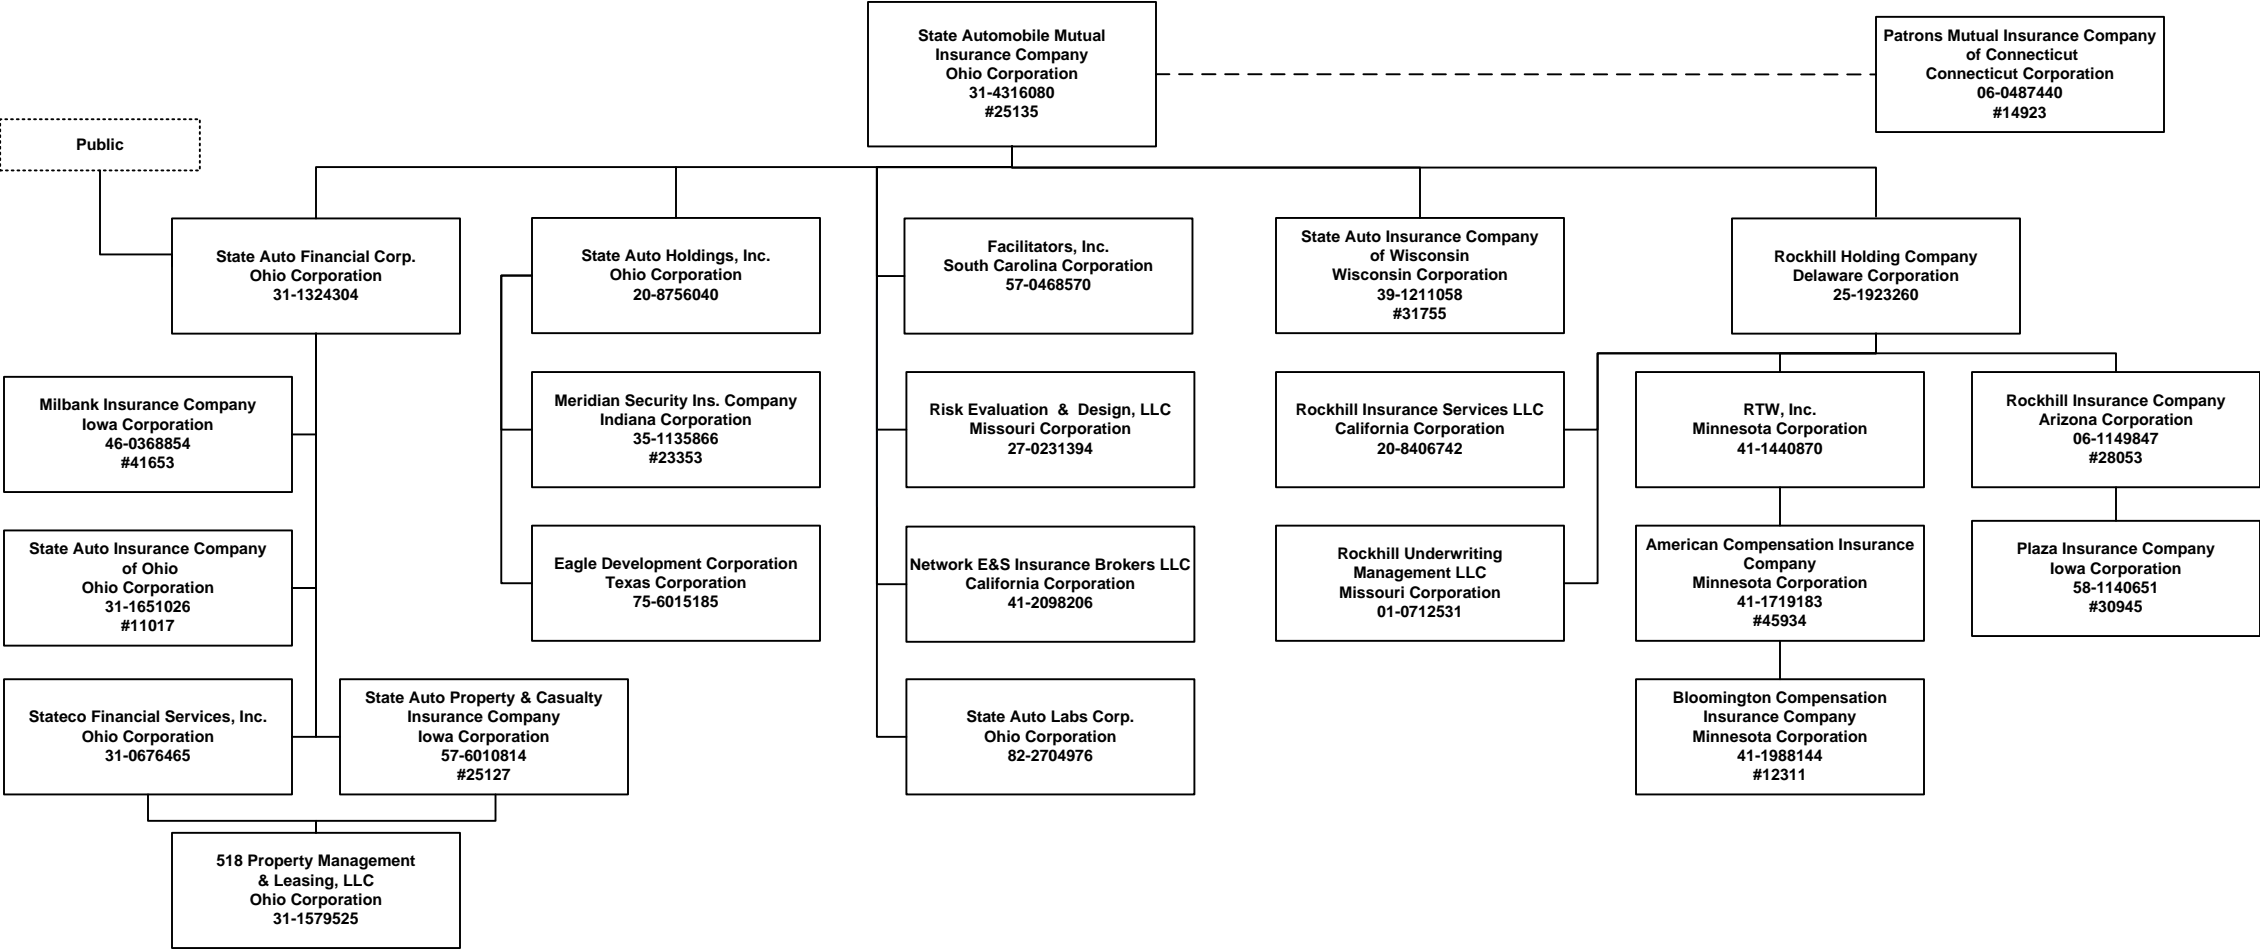 State Automobile Mutual
Insurance Company
Ohio Corporation
31-4316080
#25135
Patrons Mutual Insurance Company
of Connecticut
Connecticut Corporation
06-0487440
#14923
Public
State Auto Financial Corp.
Ohio Corporation
31-1324304
State Auto Holdings, Inc.
Ohio Corporation
20-8756040
Facilitators, Inc.
South Carolina Corporation
57-0468570
State Auto Insurance Company
of Wisconsin
Wisconsin Corporation
39-1211058
#31755
Rockhill Holding Company
Delaware Corporation
25-1923260
Milbank Insurance Company
Iowa Corporation
46-0368854
#41653
Meridian Security Ins. Company
Indiana Corporation
35-1135866
#23353
Risk Evaluation & Design, LLC
Missouri Corporation
27-0231394
Rockhill Insurance Services LLC
California Corporation
20-8406742
RTW, Inc.
Minnesota Corporation
41-1440870
Rockhill Insurance Company
Arizona Corporation
06-1149847
#28053
State Auto Insurance Company
of Ohio
Ohio Corporation
31-1651026
#11017
Eagle Development Corporation
Texas Corporation
75-6015185
Network E&S Insurance Brokers LLC
California Corporation
41-2098206
Rockhill Underwriting
Management LLC
Missouri Corporation
01-0712531
American Compensation Insurance
Company
Minnesota Corporation
41-1719183
#45934
Plaza Insurance Company
Iowa Corporation
58-1140651
#30945
Stateco Financial Services, Inc.
Ohio Corporation
31-0676465
State Auto Property & Casualty
Insurance Company
Iowa Corporation
57-6010814
#25127
State Auto Labs Corp.
Ohio Corporation
82-2704976
Bloomington Compensation
Insurance Company
Minnesota Corporation
41-1988144
#12311
518 Property Management
& Leasing, LLC
Ohio Corporation
31-1579525